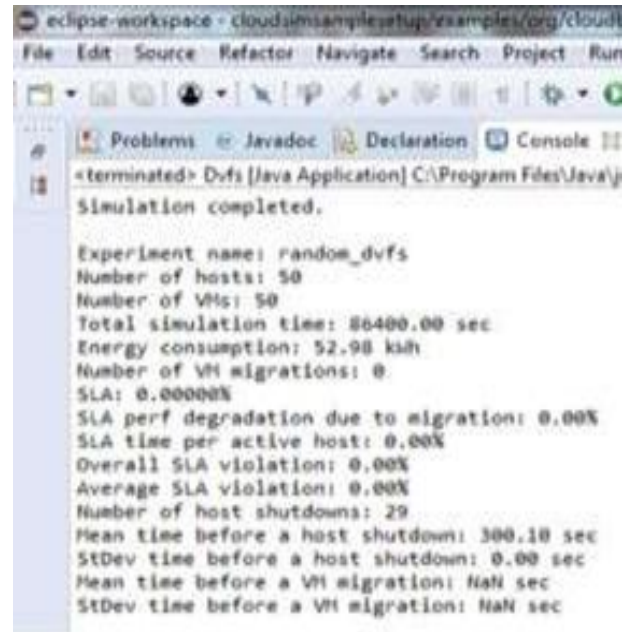 eclipse-workspace - cloudsimsamplesetup/examples/org/cloudb
File Edit Source Refactor Navigate Search Project Run
Problems Javadoc Declaration Console
<terminated> Dvfs [Java Application] C:\Program Files\Java\j
Simulation completed.
Experiment name: random_dvfs
Number of hosts: 50
Number of VMs: 50
Total simulation time: 86400.00 sec
Energy consumption: 52.98 kWh
Number of VM migrations: 0
SLA: 0.00000%
SLA perf degradation due to migration: 0.00%
SLA time per active host: 0.00%
Overall SLA violation: 0.00%
Average SLA violation: 0.00%
Number of host shutdowns: 29
Mean time before a host shutdown: 300.10 sec
StDev time before a host shutdown: 0.00 sec
Mean time before a VM migration: NaN sec
StDev time before a VM migration: NaN sec